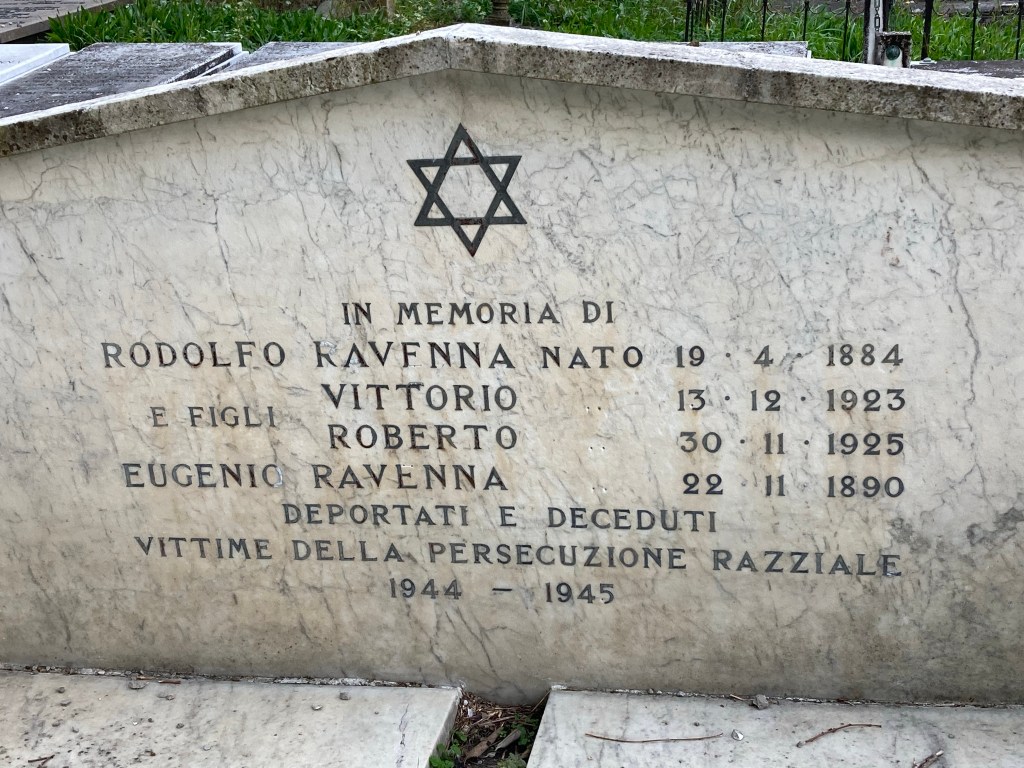 IN MEMORIA DI
RODOLFO RAVENNA NATO 19 · 4 · 1884
VITTORIO 〃 13 · 12 · 1923
E FIGLI
ROBERTO 〃 30 · 11 · 1925
EUGENIO RAVENNA 〃 22 · 11 · 1890
DEPORTATI E DECEDUTI
VITTIME DELLA PERSECUZIONE RAZZIALE
1944 – 1945